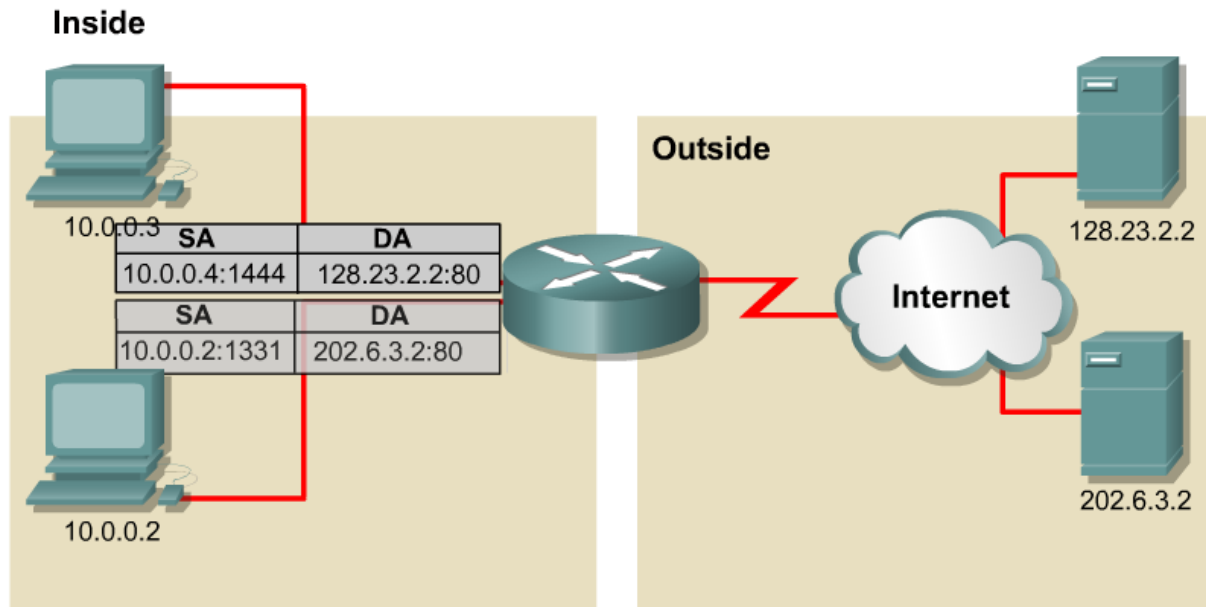 Inside
10.0.0.3
SA DA
10.0.0.4:1444 128.23.2.2:80
SA DA
10.0.0.2:1331 202.6.3.2:80
10.0.0.2
Outside
Internet
128.23.2.2
202.6.3.2